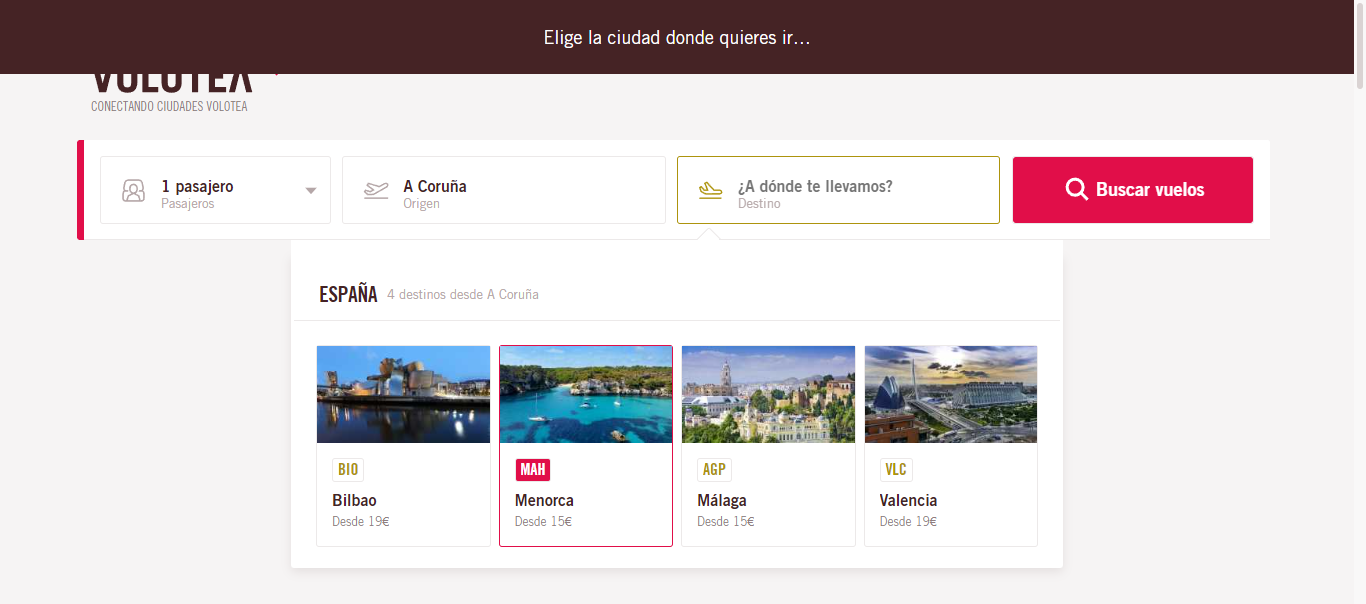 Elige la ciudad donde quieres ir...
VOLOTEA
CONECTANDO CIUDADES VOLOTEA
1 pasajero
Pasajeros
A Coruña
Origen
¿A dónde te llevamos?
Destino
Buscar vuelos
ESPAÑA 4 destinos desde A Coruña
BIO
Bilbao
Desde 19€
MAH
Menorca
Desde 15€
AGP
Málaga
Desde 15€
VLC
Valencia
Desde 19€